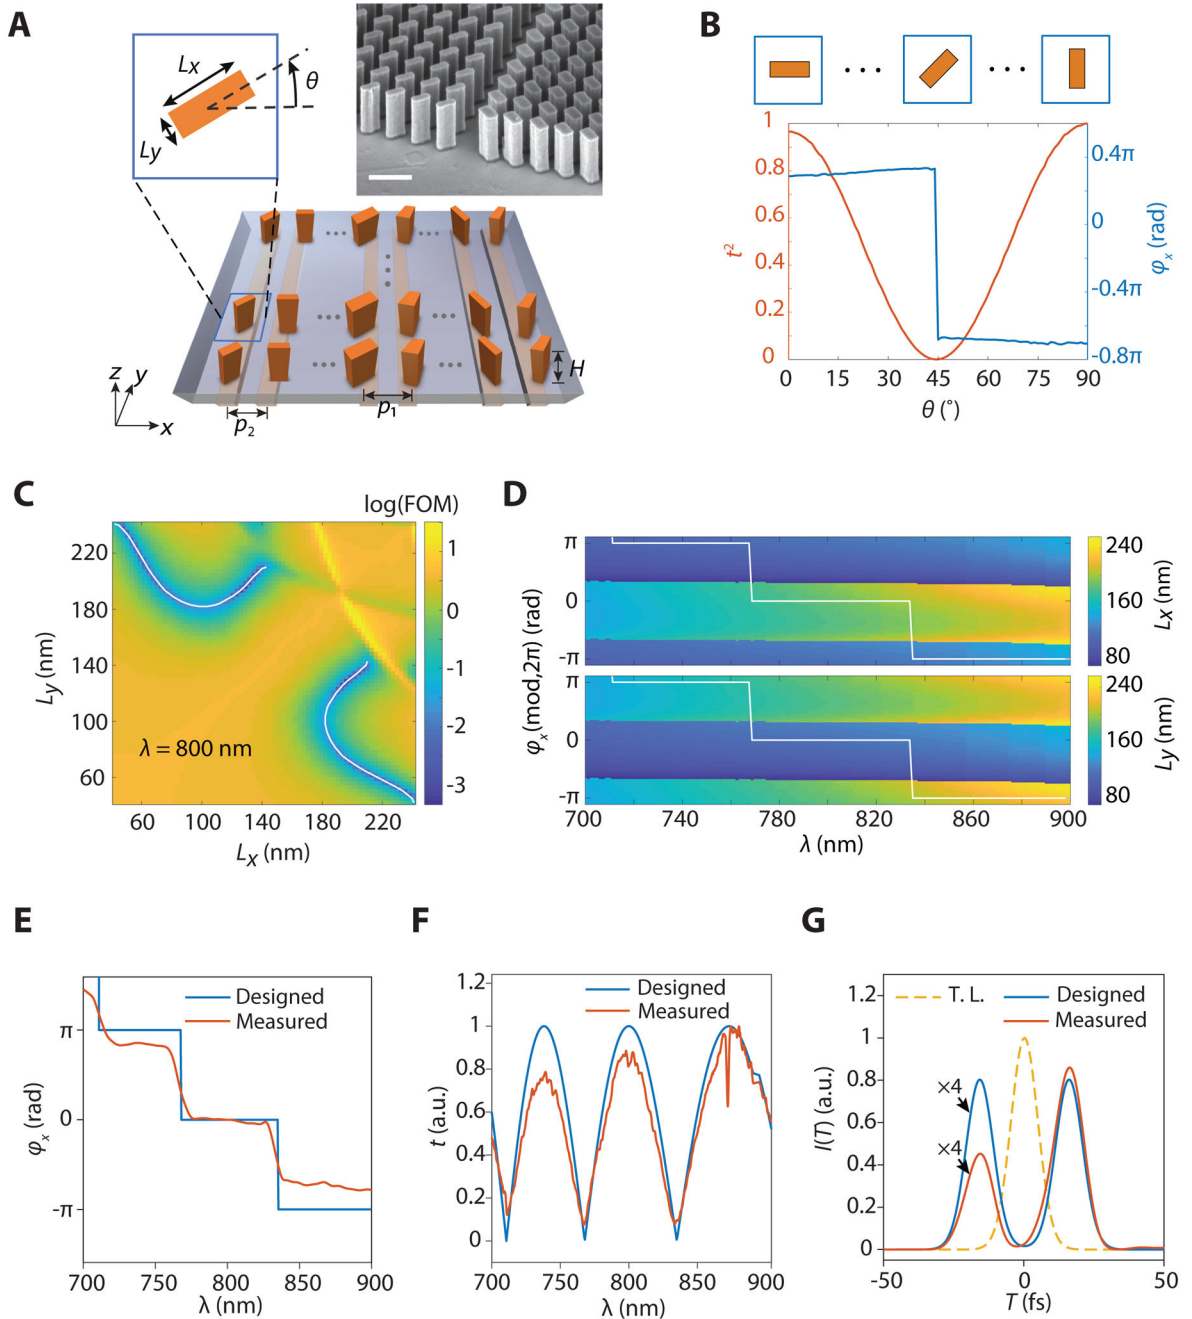 A
Lx
θ
Ly
H
z
y
x
p₂
p₁
B
1
0.8
0.6
0.4
0.2
0
t²
0.4π
0
-0.4π
-0.8π
φₓ (rad)
0 15 30 45 60 75 90
θ (°)
C
log(FOM)
220
180
140
100
60
Ly (nm)
λ = 800 nm
60 100 140 180 220
Lx (nm)
1
0
-1
-2
-3
D
π
0
-π
π
0
-π
φₓ (mod,2π) (rad)
240
160
80
Lx (nm)
240
160
80
Ly (nm)
700 740 780 820 860 900
λ (nm)
E
Designed
Measured
π
0
-π
φₓ (rad)
700 750 800 850 900
λ (nm)
F
Designed
Measured
1.2
1
0.8
0.6
0.4
0.2
0
t (a.u.)
700 750 800 850 900
λ (nm)
G
T. L.
Designed
Measured
1.2
1
0.8
0.6
0.4
0.2
0
I(T) (a.u.)
×4
×4
-50 0 50
T (fs)